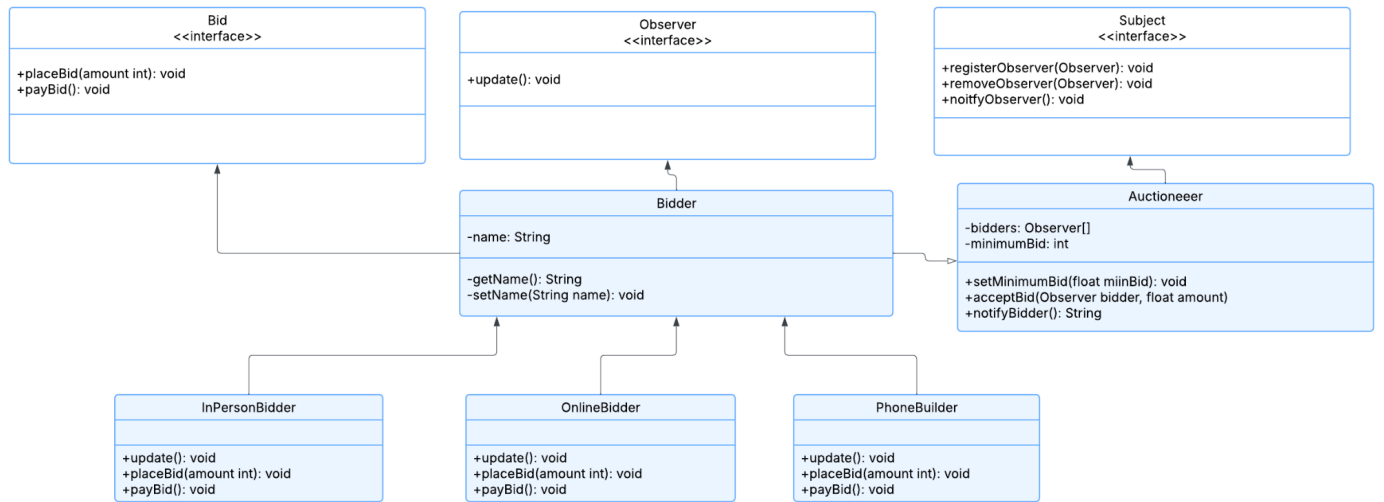 Bid
<<interface>>
+placeBid(amount int): void
+payBid(): void
Observer
<<interface>>
+update(): void
Subject
<<interface>>
+registerObserver(Observer): void
+removeObserver(Observer): void
+noitfyObserver(): void
Bidder
-name: String
-getName(): String
-setName(String name): void
Auctioneeer
-bidders: Observer[]
-minimumBid: int
+setMinimumBid(float miinBid): void
+acceptBid(Observer bidder, float amount)
+notifyBidder(): String
InPersonBidder
+update(): void
+placeBid(amount int): void
+payBid(): void
OnlineBidder
+update(): void
+placeBid(amount int): void
+payBid(): void
PhoneBuilder
+update(): void
+placeBid(amount int): void
+payBid(): void